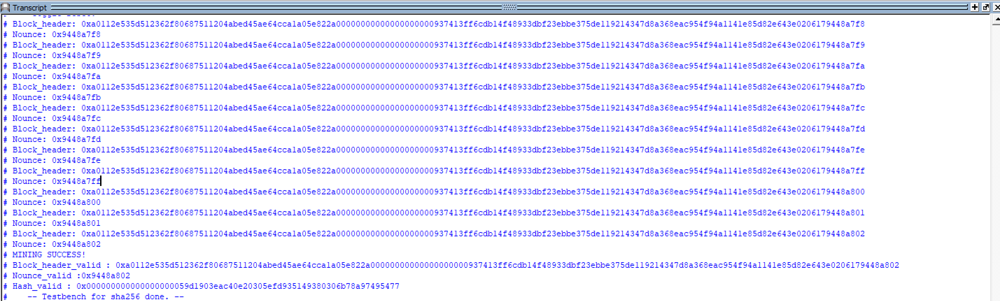 # Block_header: 0xa0112e535d512362f80687511204abed45ae64cca1a05e822a00000000000000000000937413ff6cdb14f48933dbf23ebbe375de119214347d8a368eac954f94a1141e85d82e643e0206179448a7f8
# Nounce: 0x9448a7f8
# Block_header: 0xa0112e535d512362f80687511204abed45ae64cca1a05e822a00000000000000000000937413ff6cdb14f48933dbf23ebbe375de119214347d8a368eac954f94a1141e85d82e643e0206179448a7f9
# Nounce: 0x9448a7f9
# Block_header: 0xa0112e535d512362f80687511204abed45ae64cca1a05e822a00000000000000000000937413ff6cdb14f48933dbf23ebbe375de119214347d8a368eac954f94a1141e85d82e643e0206179448a7fa
# Nounce: 0x9448a7fa
# Block_header: 0xa0112e535d512362f80687511204abed45ae64cca1a05e822a00000000000000000000937413ff6cdb14f48933dbf23ebbe375de119214347d8a368eac954f94a1141e85d82e643e0206179448a7fb
# Nounce: 0x9448a7fb
# Block_header: 0xa0112e535d512362f80687511204abed45ae64cca1a05e822a00000000000000000000937413ff6cdb14f48933dbf23ebbe375de119214347d8a368eac954f94a1141e85d82e643e0206179448a7fc
# Nounce: 0x9448a7fc
# Block_header: 0xa0112e535d512362f80687511204abed45ae64cca1a05e822a00000000000000000000937413ff6cdb14f48933dbf23ebbe375de119214347d8a368eac954f94a1141e85d82e643e0206179448a7fd
# Nounce: 0x9448a7fd
# Block_header: 0xa0112e535d512362f80687511204abed45ae64cca1a05e822a00000000000000000000937413ff6cdb14f48933dbf23ebbe375de119214347d8a368eac954f94a1141e85d82e643e0206179448a7fe
# Nounce: 0x9448a7fe
# Block_header: 0xa0112e535d512362f80687511204abed45ae64cca1a05e822a00000000000000000000937413ff6cdb14f48933dbf23ebbe375de119214347d8a368eac954f94a1141e85d82e643e0206179448a7ff
# Nounce: 0x9448a7ff
# Block_header: 0xa0112e535d512362f80687511204abed45ae64cca1a05e822a00000000000000000000937413ff6cdb14f48933dbf23ebbe375de119214347d8a368eac954f94a1141e85d82e643e0206179448a800
# Nounce: 0x9448a800
# Block_header: 0xa0112e535d512362f80687511204abed45ae64cca1a05e822a00000000000000000000937413ff6cdb14f48933dbf23ebbe375de119214347d8a368eac954f94a1141e85d82e643e0206179448a801
# Nounce: 0x9448a801
# Block_header: 0xa0112e535d512362f80687511204abed45ae64cca1a05e822a00000000000000000000937413ff6cdb14f48933dbf23ebbe375de119214347d8a368eac954f94a1141e85d82e643e0206179448a802
# Nounce: 0x9448a802
# MINING SUCCESS!
# Block_header_valid : 0xa0112e535d512362f80687511204abed45ae64cca1a05e822a00000000000000000000937413ff6cdb14f48933dbf23ebbe375de119214347d8a368eac954f94a1141e85d82e643e0206179448a802
# Nounce_valid :0x9448a802
# Hash_valid : 0x000000000000000000059d1903eac40e20305efd935149380306b78a97495477
# -- Testbench for sha256 done. --
Transcript